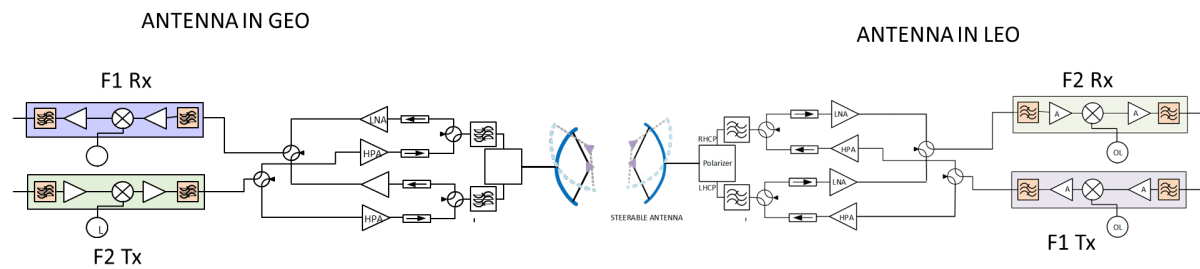 ANTENNA IN GEO
ANTENNA IN LEO
F1 Rx
F2 Rx
LNA
HPA
HPA
L
F2 Tx
STEERABLE ANTENNA
RHCP
Polarizer
LHCP
LNA
HPA
LNA
HPA
A
A
OL
A
A
OL
F1 Tx